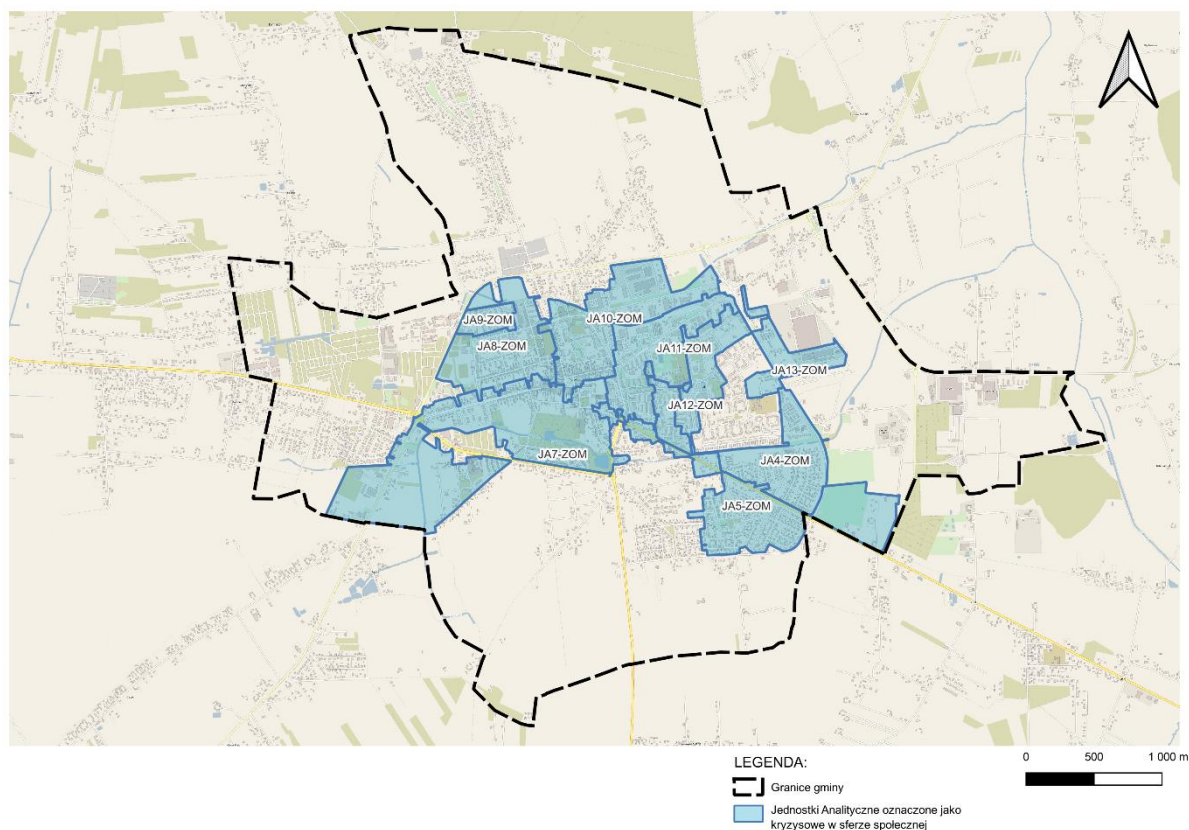 JA9-ZOM
JA10-ZOM
JA8-ZOM
JA11-ZOM
JA13-ZOM
JA12-ZOM
JA7-ZOM
JA4-ZOM
JA5-ZOM
LEGENDA:
Granice gminy
Jednostki Analityczne oznaczone jako
kryzysowe w sferze społecznej
0 500 1 000 m